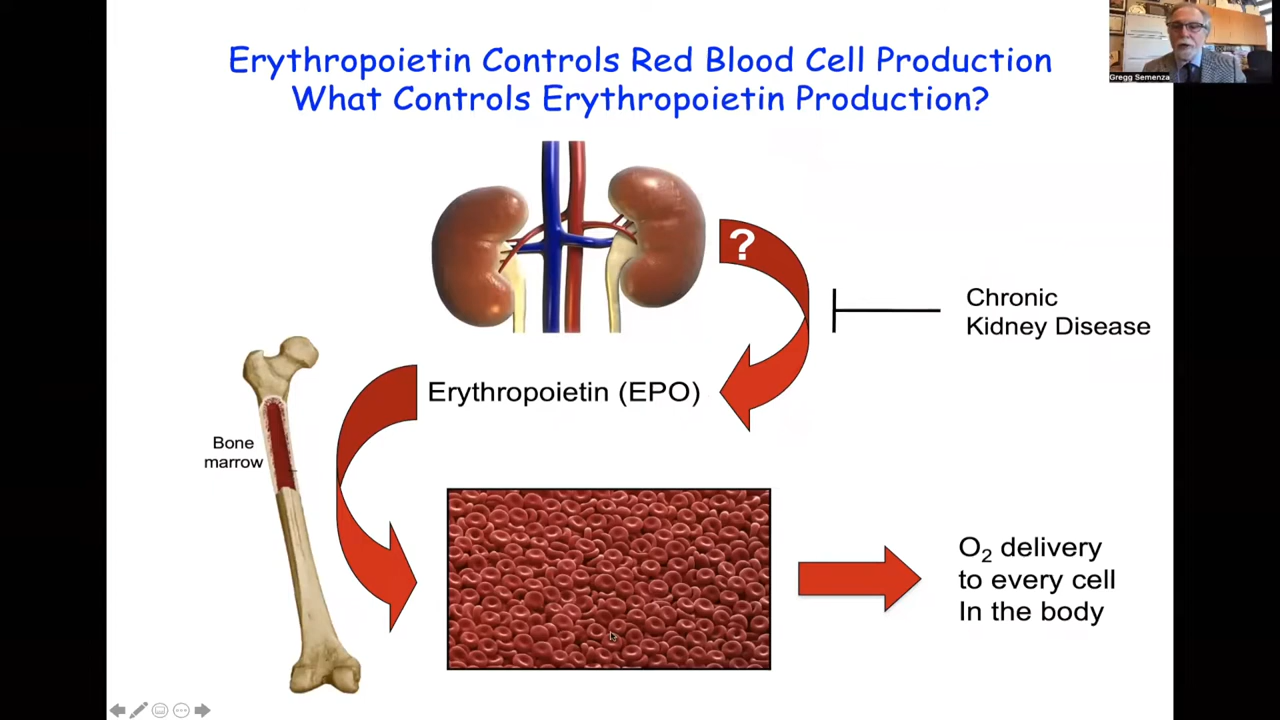 Erythropoietin Controls Red Blood Cell Production
What Controls Erythropoietin Production?
Gregg Semenza
?
Chronic
Kidney Disease
Erythropoietin (EPO)
Bone
marrow
O₂ delivery
to every cell
In the body